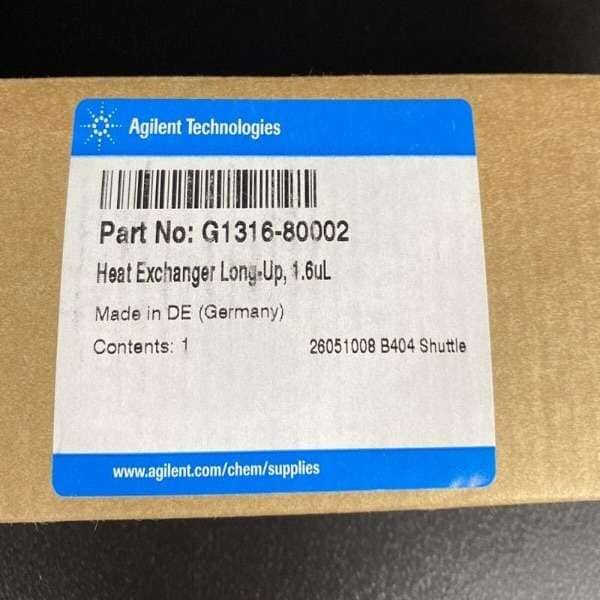 Agilent Technologies
Part No: G1316-80002
Heat Exchanger Long-Up, 1.6uL
Made in DE (Germany)
Contents: 1 26051008 B404 Shuttle
www.agilent.com/chem/supplies